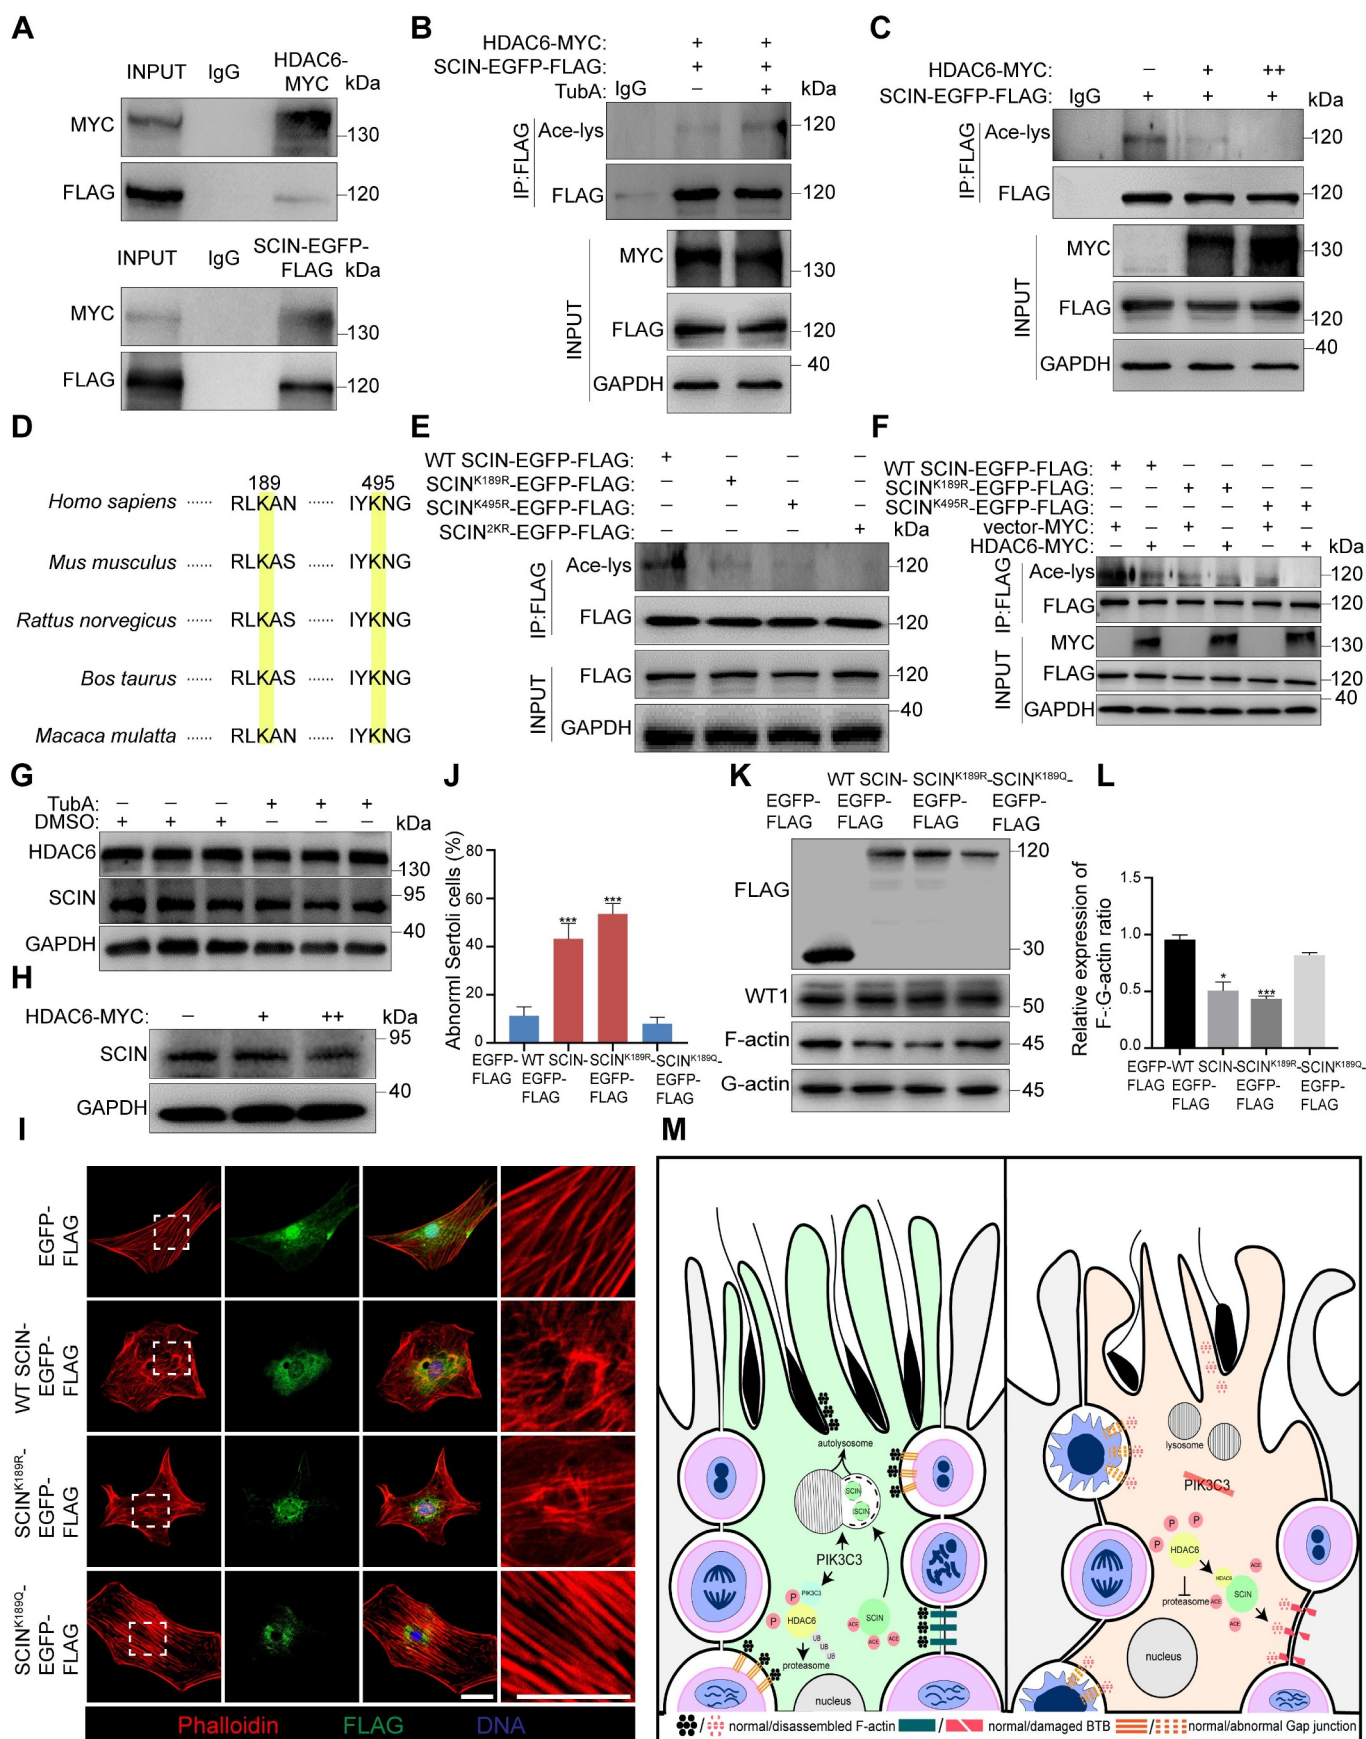 A
INPUT IgG HDAC6-MYC kDa
MYC 130
FLAG 120
INPUT IgG SCIN-EGFP-FLAG kDa
MYC 130
FLAG 120
B
HDAC6-MYC: + +
SCIN-EGFP-FLAG: + +
TubA: IgG − + kDa
IP:FLAG
Ace-lys 120
FLAG 120
INPUT
MYC 130
FLAG 120
GAPDH 40
C
HDAC6-MYC: − + ++
SCIN-EGFP-FLAG: IgG + + + kDa
IP:FLAG
Ace-lys 120
FLAG 120
INPUT
MYC 130
FLAG 120
GAPDH 40
D
189 495
Homo sapiens ...... RLKAN ...... IYKNG
Mus musculus ...... RLKAS ...... IYKNG
Rattus norvegicus ...... RLKAS ...... IYKNG
Bos taurus ...... RLKAS ...... IYKNG
Macaca mulatta ...... RLKAN ...... IYKNG
E
WT SCIN-EGFP-FLAG: + − − −
SCINK189R-EGFP-FLAG: − + − −
SCINK495R-EGFP-FLAG: − − + −
SCIN2KR-EGFP-FLAG: − − − + kDa
IP:FLAG
Ace-lys 120
FLAG 120
INPUT
FLAG 120
GAPDH 40
F
WT SCIN-EGFP-FLAG: + + − − − −
SCINK189R-EGFP-FLAG: − − + + − −
SCINK495R-EGFP-FLAG: − − − − + +
vector-MYC: + − + − + −
HDAC6-MYC: − + − + − + kDa
IP:FLAG
Ace-lys 120
FLAG 120
INPUT
MYC 130
FLAG 120
GAPDH 40
G
TubA: − − − + + +
DMSO: + + + − − − kDa
HDAC6 130
SCIN 95
GAPDH 40
H
HDAC6-MYC: − + ++ kDa
SCIN 95
GAPDH 40
J
Abnorml Sertoli cells (%)
80
60
40
20
0
*** ***
EGFP-FLAG
WT SCIN-EGFP-FLAG
SCINK189R-EGFP-FLAG
SCINK189Q-EGFP-FLAG
K
EGFP-FLAG
WT SCIN-EGFP-FLAG
SCINK189R-EGFP-FLAG
SCINK189Q-EGFP-FLAG
120
FLAG
30
WT1 50
F-actin 45
G-actin 45
L
Relative expression of
F-:G-actin ratio
1.5
1.0
0.5
0.0
* ***
EGFP-FLAG
WT SCIN-EGFP-FLAG
SCINK189R-EGFP-FLAG
SCINK189Q-EGFP-FLAG
I
EGFP-FLAG
WT SCIN-EGFP-FLAG
SCINK189R-EGFP-FLAG
SCINK189Q-EGFP-FLAG
Phalloidin FLAG DNA
M
autolysosome
SCIN
SCIN
PIK3C3
PIK3C3
P
P
HDAC6
UB
UB
UB
proteasome
SCIN
ACE
ACE
ACE
nucleus
lysosome
PIK3C3
P
P
P
HDAC6
HDAC6
SCIN
ACE
ACE
ACE
proteasome
nucleus
normal/disassembled F-actin / normal/damaged BTB / normal/abnormal Gap junction